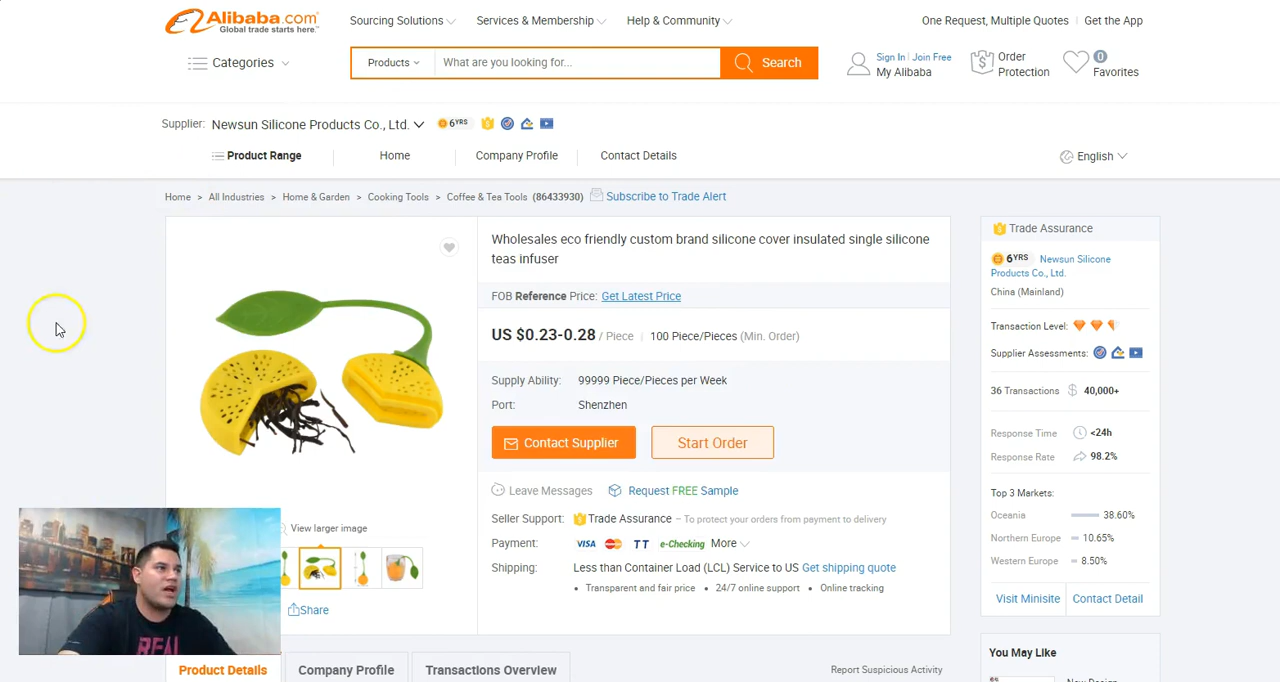 Alibaba.com
Global trade starts here.™
Sourcing Solutions
Services & Membership
Help & Community
One Request, Multiple Quotes
Get the App
Categories
Products
What are you looking for...
Search
Sign In | Join Free
My Alibaba
Order
Protection
0
Favorites
Supplier: Newsun Silicone Products Co., Ltd.
6YRS
Product Range
Home
Company Profile
Contact Details
English
Home > All Industries > Home & Garden > Cooking Tools > Coffee & Tea Tools (86433930)
Subscribe to Trade Alert
Wholesales eco friendly custom brand silicone cover insulated single silicone
teas infuser
FOB Reference Price: Get Latest Price
US $0.23-0.28 / Piece | 100 Piece/Pieces (Min. Order)
Supply Ability: 99999 Piece/Pieces per Week
Port: Shenzhen
Contact Supplier
Start Order
Leave Messages
Request FREE Sample
Seller Support: Trade Assurance – To protect your orders from payment to delivery
Payment: VISA TT e-Checking More
Shipping: Less than Container Load (LCL) Service to US Get shipping quote
• Transparent and fair price • 24/7 online support • Online tracking
View larger image
Share
REAL
Trade Assurance
6YRS Newsun Silicone
Products Co., Ltd.
China (Mainland)
Transaction Level:
Supplier Assessments:
36 Transactions $ 40,000+
Response Time <24h
Response Rate 98.2%
Top 3 Markets:
Oceania 38.60%
Northern Europe 10.65%
Western Europe 8.50%
Visit Minisite
Contact Detail
You May Like
New Design
Product Details
Company Profile
Transactions Overview
Report Suspicious Activity